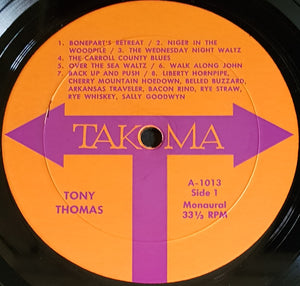 1. BONEPART'S RETREAT / 2. NIGER IN THE
WOODPILE / 3. THE WEDNESDAY NIGHT WALTZ
4. THE CARROLL COUNTY BLUES
5. OVER THE SEA WALTZ / 6. WALK ALONG JOHN
7. BACK UP AND PUSH / 8. LIBERTY HORNPIPE,
CHERRY MOUNTAIN HOEDOWN, BELLED BUZZARD,
ARKANSAS TRAVELER, BACON RIND, RYE STRAW,
RYE WHISKEY, SALLY GOODWYN
TAKOMA
TONY
THOMAS
A-1013
Side 1
Monaural
33⅓ RPM